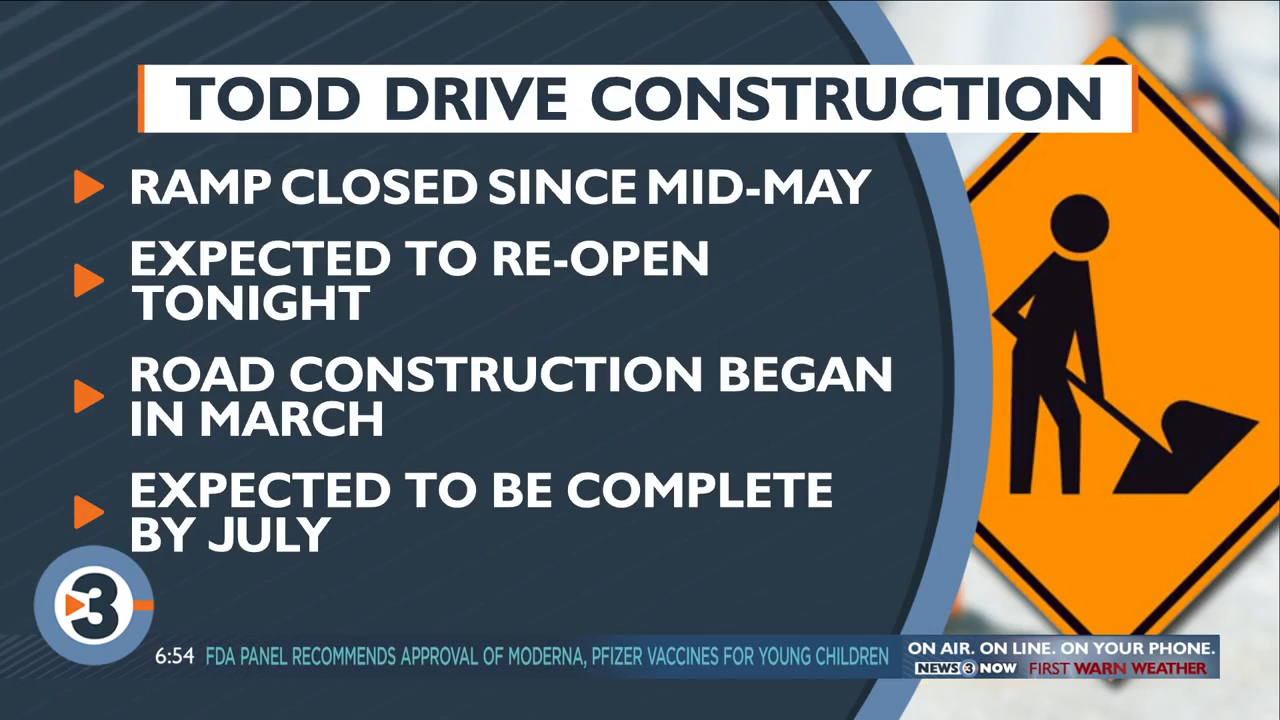 TODD DRIVE CONSTRUCTION
RAMP CLOSED SINCE MID-MAY
EXPECTED TO RE-OPEN
TONIGHT
ROAD CONSTRUCTION BEGAN
IN MARCH
EXPECTED TO BE COMPLETE
BY JULY
3
6:54 FDA PANEL RECOMMENDS APPROVAL OF MODERNA, PFIZER VACCINES FOR YOUNG CHILDREN
ON AIR. ON LINE. ON YOUR PHONE.
NEWS 3 NOW FIRST WARN WEATHER